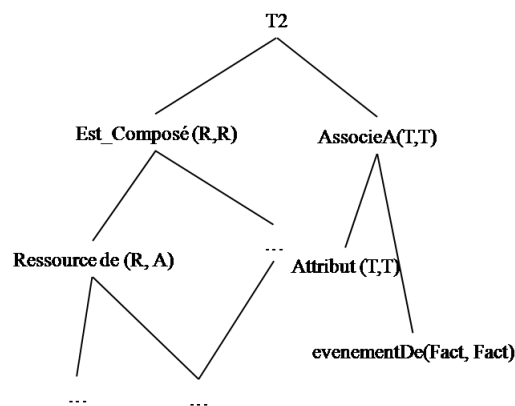 T2
Est_Composé (R,R)
AssocieA(T,T)
...
Ressource de (R, A)
Attribut (T,T)
evenementDe(Fact, Fact)
...
...